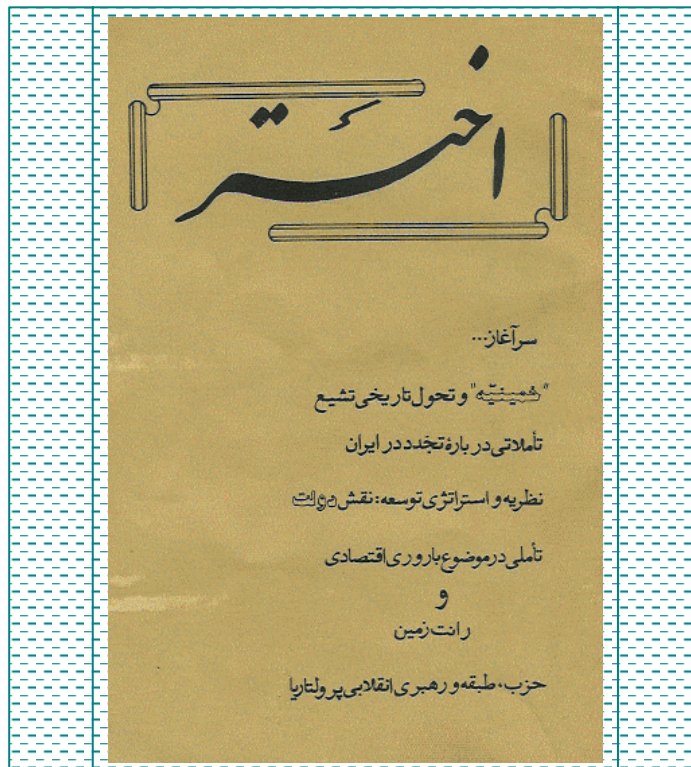 اختر
سرآغاز...
"خمینیّه" و تحول تاریخی تشیع
تأملاتی در بارهٔ تجدد در ایران
نظریه و استراتژی توسعه: نقش دولت
تأملی در موضوع باروری اقتصادی
و
رانت زمین
حزب، طبقه و رهبری انقلابی پرولتاریا